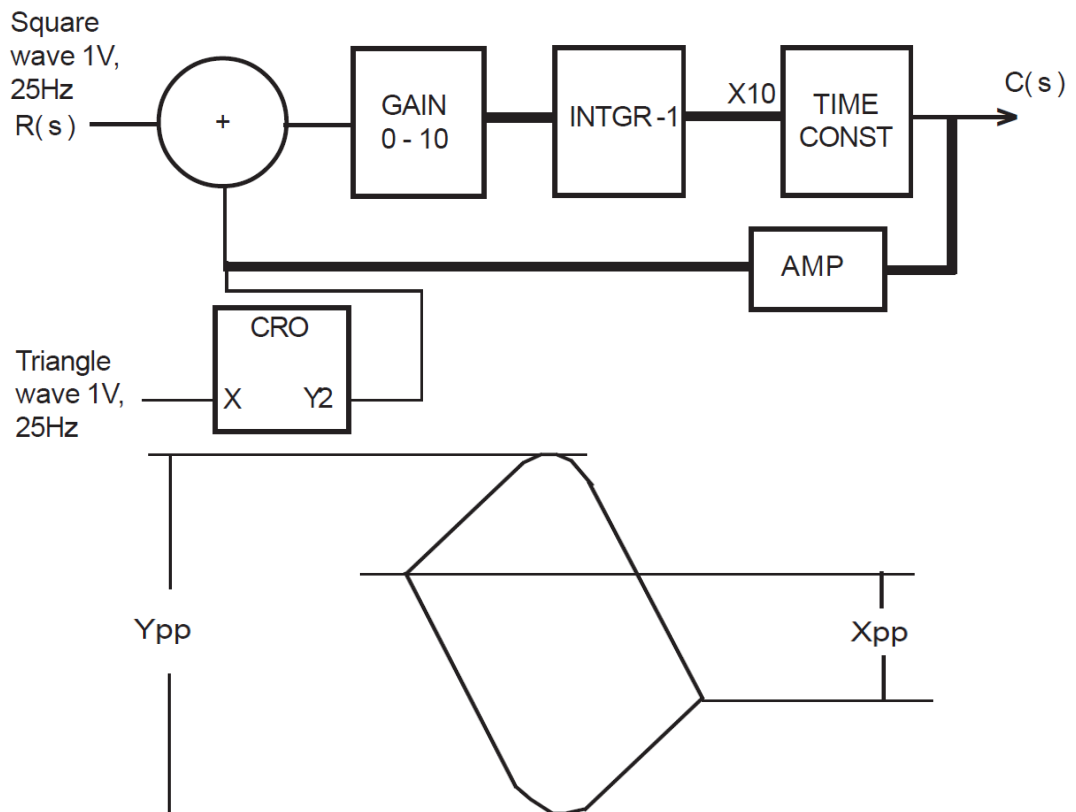 Square
wave 1V,
25Hz
R(s)
+
GAIN
0 - 10
INTGR-1
X10
TIME
CONST
C(s)
AMP
CRO
X Y2
Triangle
wave 1V,
25Hz
Ypp
Xpp